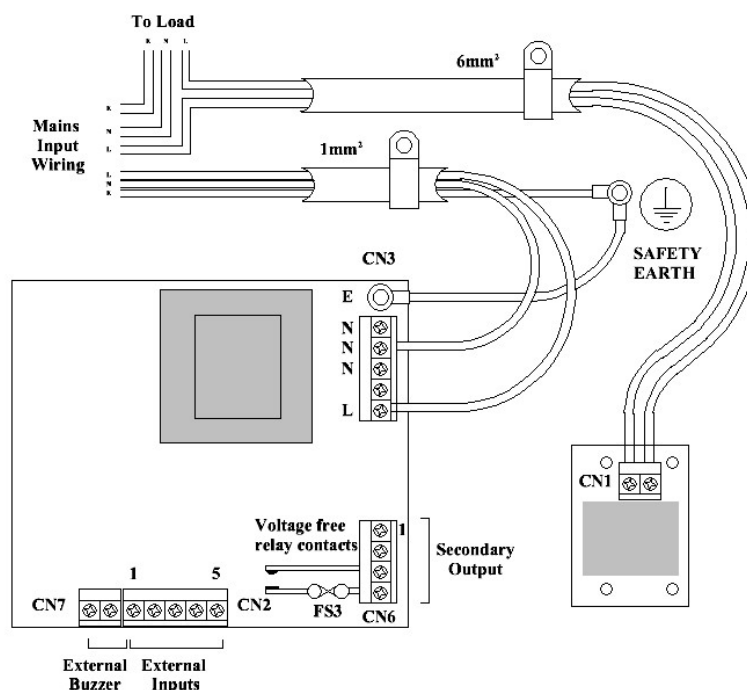 To Load
E N L
6mm²
E
N
L
Mains
Input
Wiring
1mm²
L
N
E
SAFETY
EARTH
CN3
E
N
N
N
L
CN1
Voltage free
relay contacts
1
Secondary
Output
1 5
CN7
CN2
FS3
CN6
External
Buzzer
External
Inputs